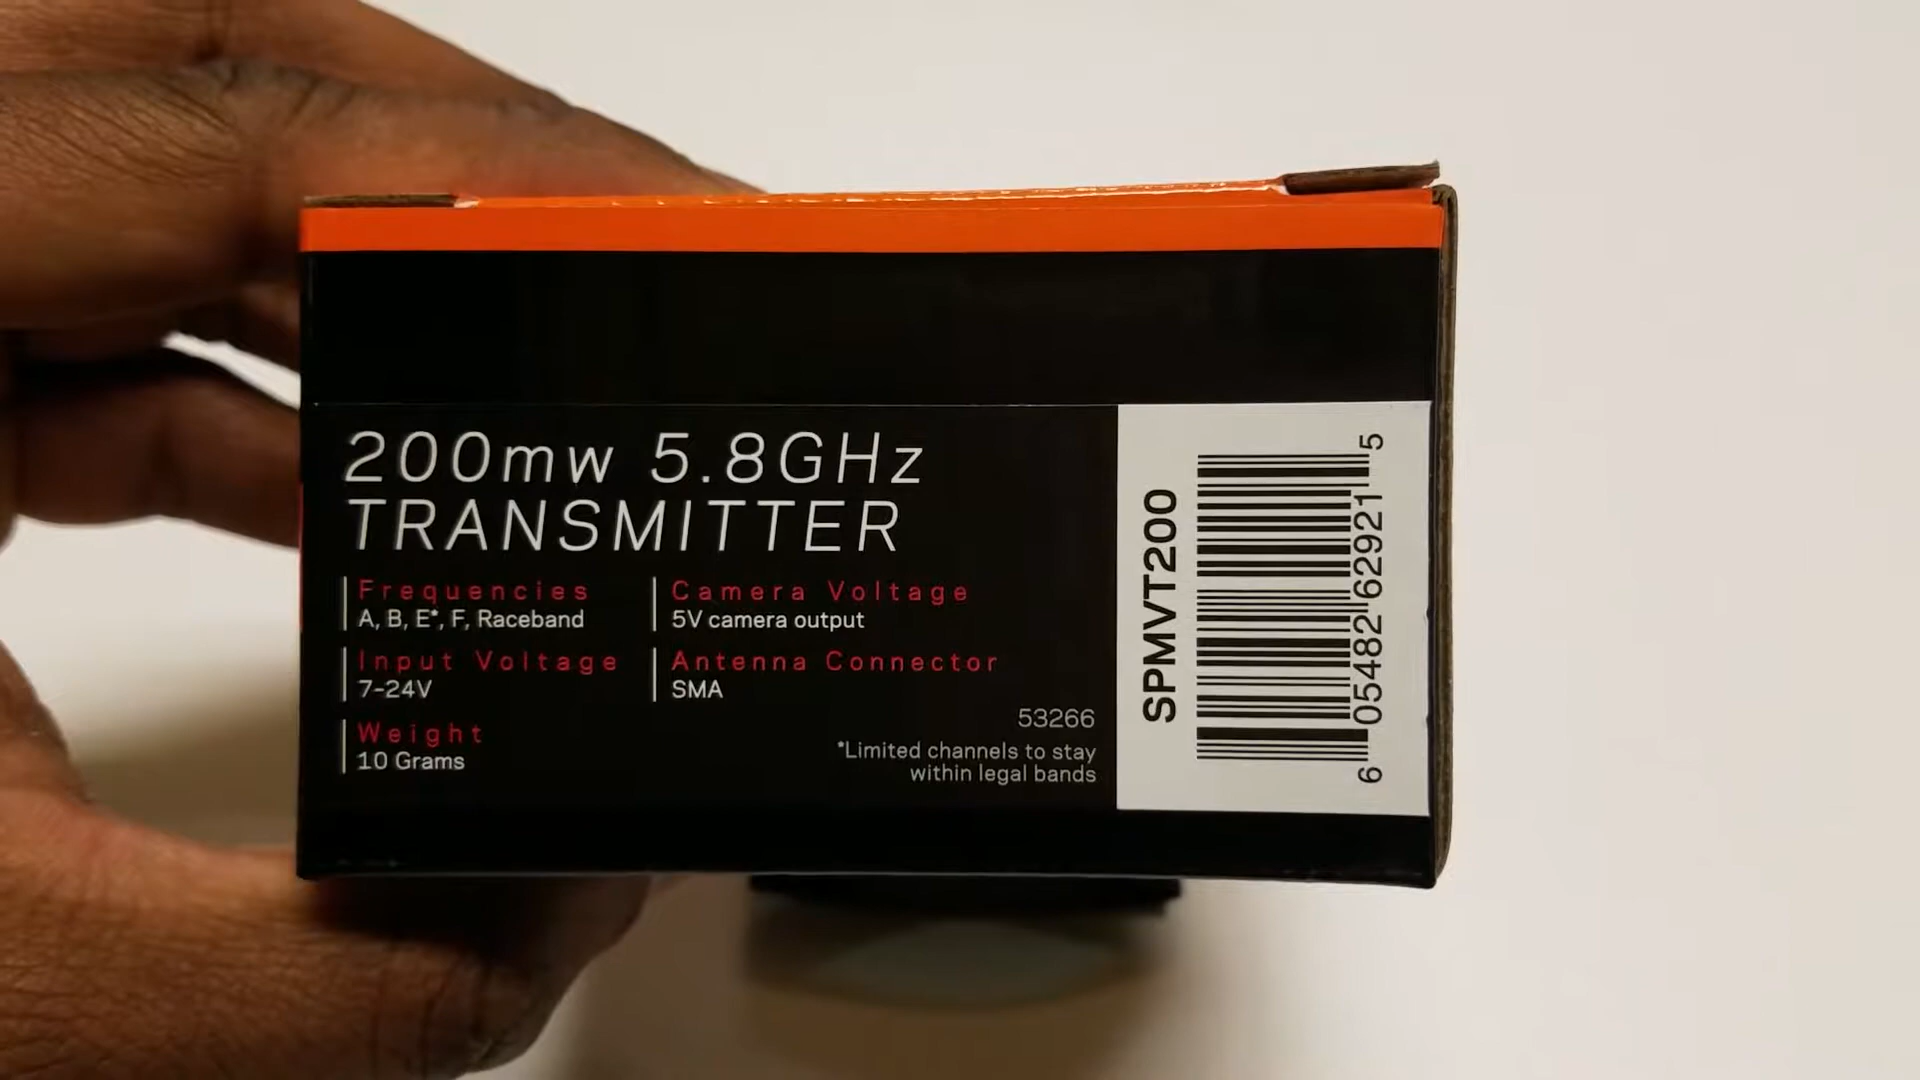 200mw 5.8GHz
TRANSMITTER
Frequencies
A, B, E*, F, Raceband
Camera Voltage
5V camera output
Input Voltage
7-24V
Antenna Connector
SMA
Weight
10 Grams
53266
*Limited channels to stay
within legal bands
SPMVT200
6 05482 62921 5